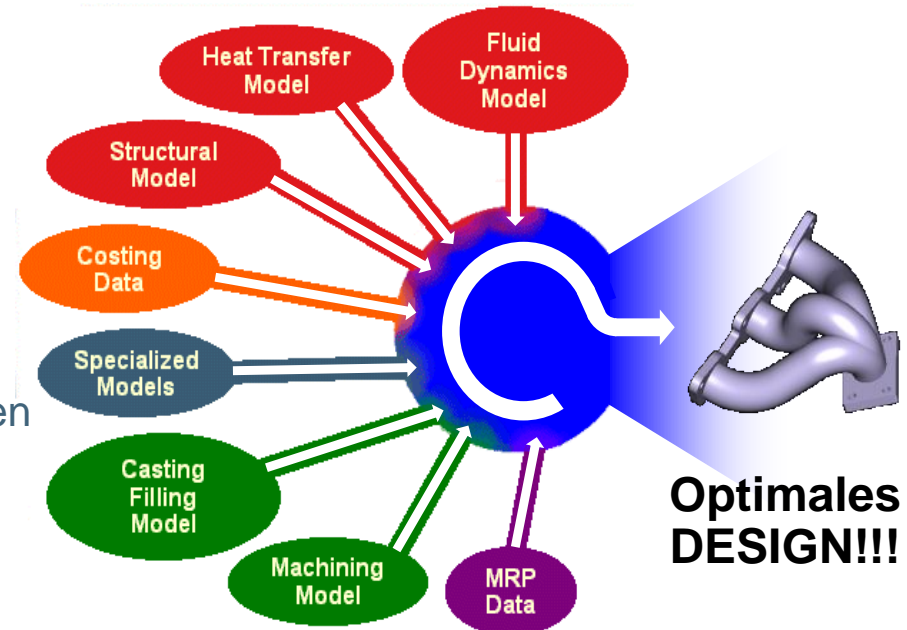 Heat Transfer
Model
Fluid
Dynamics
Model
Structural
Model
Costing
Data
Specialized
Models
en
Casting
Filling
Model
Machining
Model
MRP
Data
Optimales
DESIGN!!!